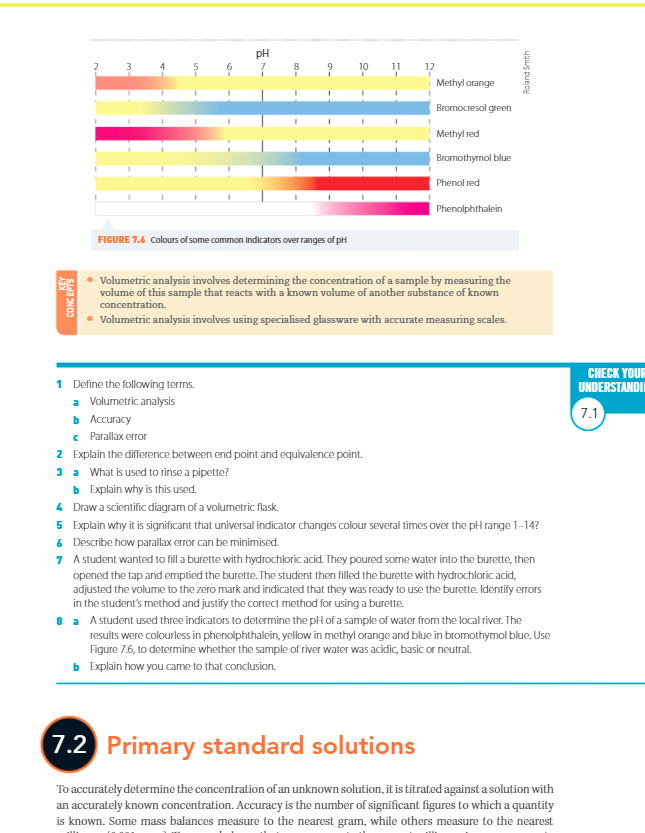 pH
2 3 4 5 6 7 8 9 10 11 12
Roland Smith
Methyl orange
Bromocresol green
Methyl red
Bromothymol blue
Phenol red
Phenolphthalein
FIGURE 7.6 Colours of some common indicators over ranges of pH
KEY CONCEPTS
• Volumetric analysis involves determining the concentration of a sample by measuring the
volume of this sample that reacts with a known volume of another substance of known
concentration.
• Volumetric analysis involves using specialised glassware with accurate measuring scales.
CHECK YOUR
7.1
1 Define the following terms.
a Volumetric analysis
b Accuracy
c Parallax error
2 Explain the difference between end point and equivalence point.
3 a What is used to rinse a pipette?
b Explain why is this used.
4 Draw a scientific diagram of a volumetric flask.
5 Explain why it is significant that universal indicator changes colour several times over the pH range 1–14?
6 Describe how parallax error can be minimised.
7 A student wanted to fill a burette with hydrochloric acid. They poured some water into the burette, then
opened the tap and emptied the burette. The student then filled the burette with hydrochloric acid,
adjusted the volume to the zero mark and indicated that they were ready to use the burette. Identify errors
in the student's method and justify the correct method for using a burette.
8 a A student used three indicators to determine the pH of a sample of water from the local river. The
results were colourless in phenolphthalein, yellow in methyl orange and blue in bromothymol blue. Use
Figure 7.6, to determine whether the sample of river water was acidic, basic or neutral.
b Explain how you came to that conclusion.
7.2 Primary standard solutions
To accurately determine the concentration of an unknown solution, it is titrated against a solution with
an accurately known concentration. Accuracy is the number of significant figures to which a quantity
is known. Some mass balances measure to the nearest gram, while others measure to the nearest